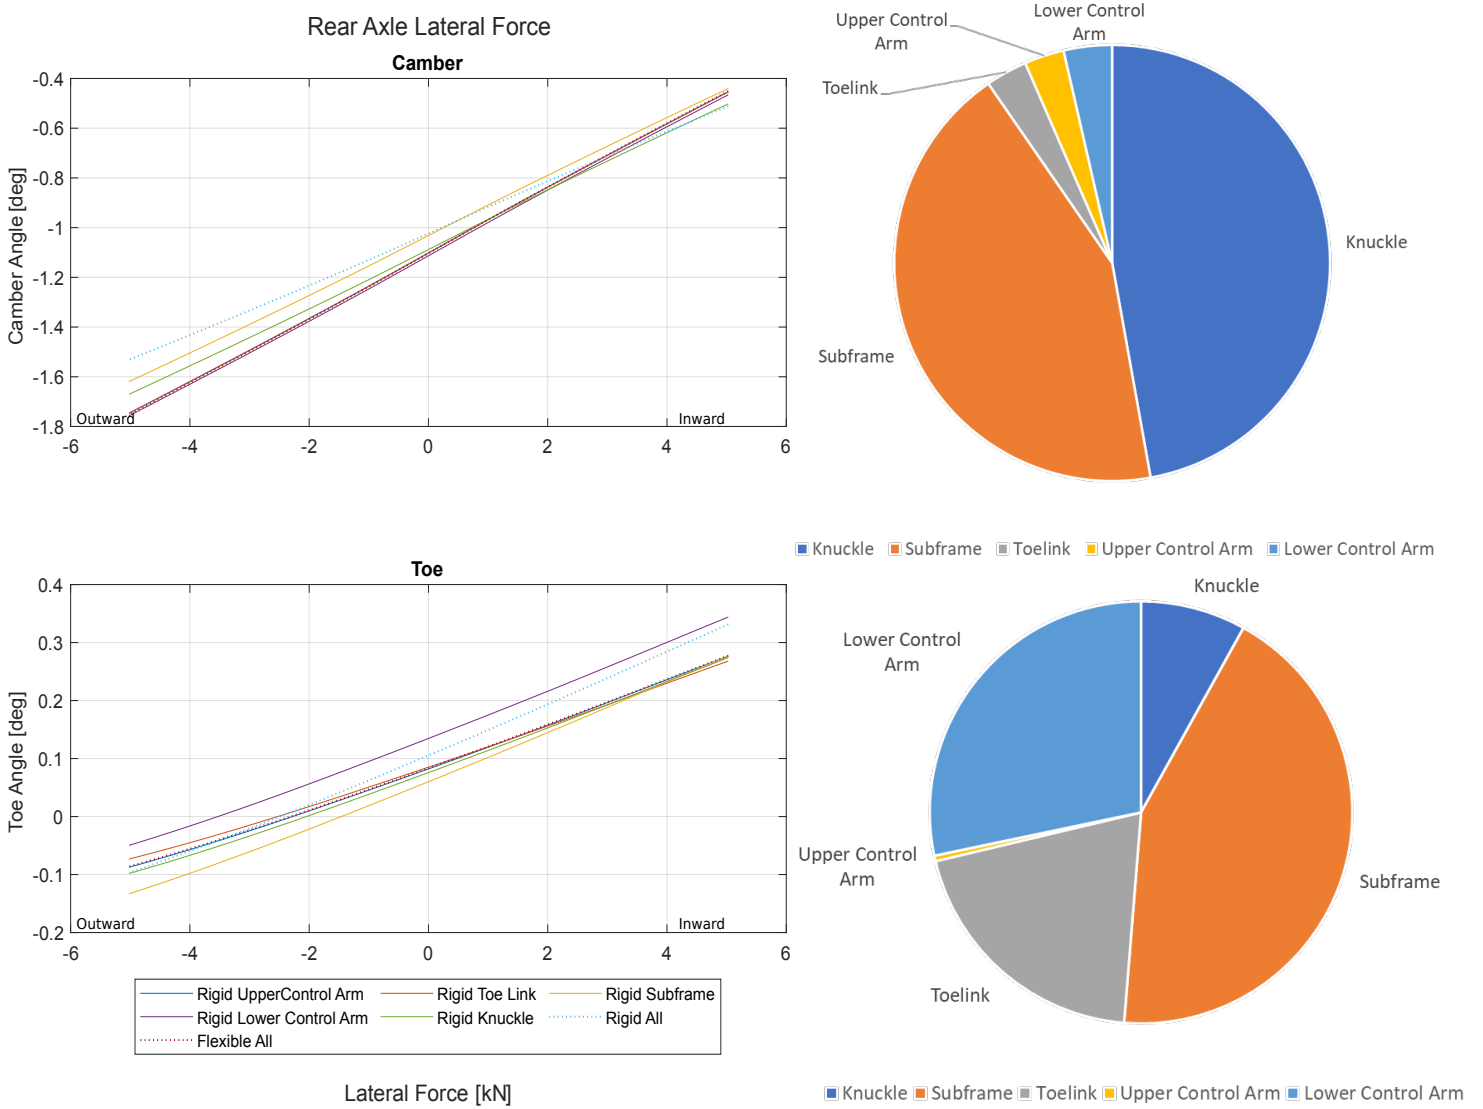 Rear Axle Lateral Force
Camber
Camber Angle [deg]
-0.4
-0.6
-0.8
-1
-1.2
-1.4
-1.6
-1.8
Outward
Inward
-6 -4 -2 0 2 4 6
Upper Control
Arm
Lower Control
Arm
Toelink
Knuckle
Subframe
Knuckle Subframe Toelink Upper Control Arm Lower Control Arm
Toe
Toe Angle [deg]
0.4
0.3
0.2
0.1
0
-0.1
-0.2
Outward
Inward
-6 -4 -2 0 2 4 6
Rigid UpperControl Arm Rigid Toe Link Rigid Subframe
Rigid Lower Control Arm Rigid Knuckle Rigid All
Flexible All
Lateral Force [kN]
Knuckle
Lower Control
Arm
Upper Control
Arm
Subframe
Toelink
Knuckle Subframe Toelink Upper Control Arm Lower Control Arm